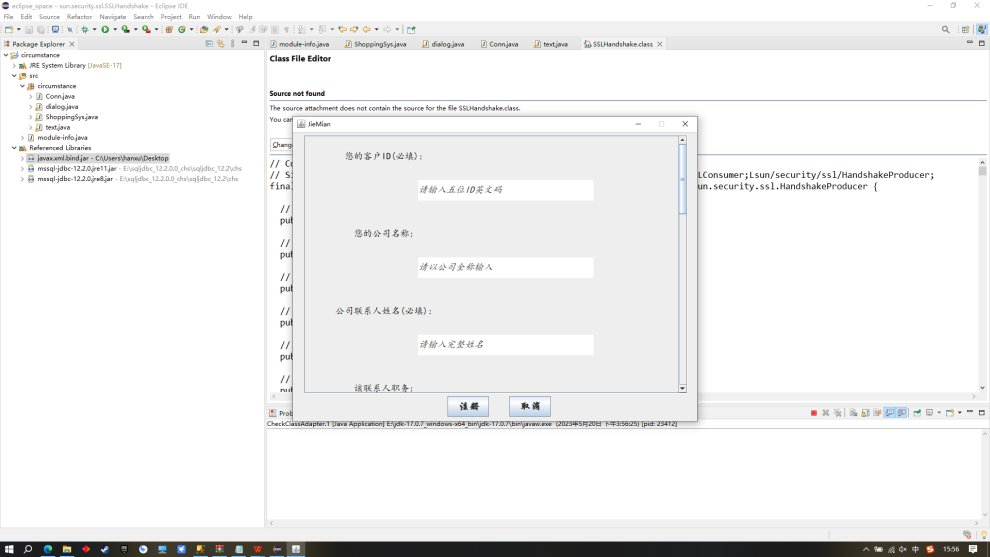 eclipse_space - sun.security.ssl.SSLHandshake - Eclipse IDE
File Edit Source Refactor Navigate Search Project Run Window Help
Package Explorer
module-info.java ShoppingSys.java dialog.java Conn.java text.java SSLHandshake.class
circumstance
JRE System Library [JavaSE-17]
src
circumstance
Conn.java
dialog.java
ShoppingSys.java
text.java
module-info.java
Referenced Libraries
javax.xml.bind.jar - C:\Users\hanxu\Desktop
mssql-jdbc-12.2.0.jre11.jar - E:\sqljdbc_12.2.0.0_chs\sqljdbc_12.2\chs
mssql-jdbc-12.2.0.jre8.jar - E:\sqljdbc_12.2.0.0_chs\sqljdbc_12.2\chs
Class File Editor
Source not found
The source attachment does not contain the source for the file SSLHandshake.class.
You can
Change
// Co
// Si
LConsumer;Lsun/security/ssl/HandshakeProducer;
final
un.security.ssl.HandshakeProducer {
//
pub
//
pub
//
pub
//
pub
//
pub
//
JieMian
您的客户ID(必填):
请输入五位ID英文码
您的公司名称:
请以公司全称输入
公司联系人姓名(必填):
请输入完整姓名
该联系人职务:
注册
取消
Prob
CheckClassAdapter.1 [Java Application] E:\jdk-17.0.7_windows-x64_bin\jdk-17.0.7\bin\javaw.exe (2023年5月20日 下午3:56:25) [pid: 23412]
中
15:56